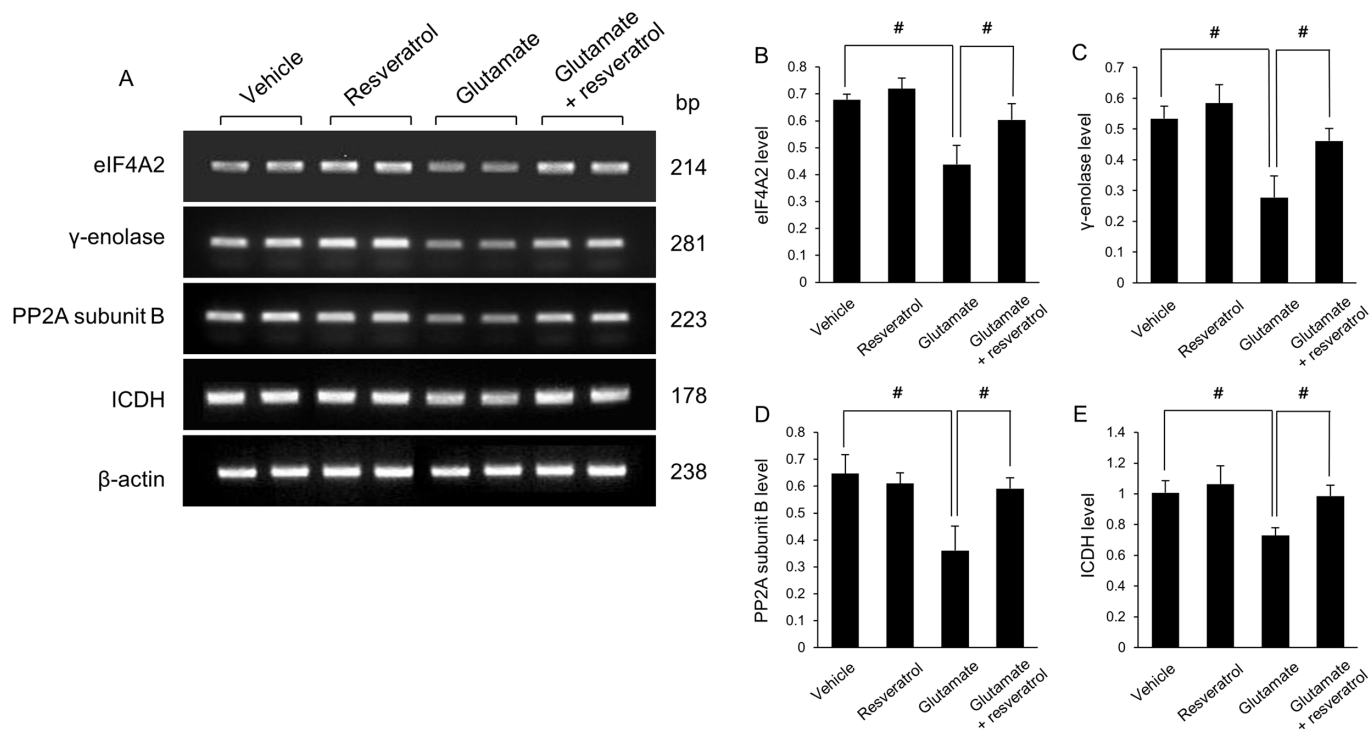 A
Vehicle
Resveratrol
Glutamate
Glutamate
+ resveratrol
bp
eIF4A2
214
γ-enolase
281
PP2A subunit B
223
ICDH
178
β-actin
238
B
#
#
eIF4A2 level
0.8
0.7
0.6
0.5
0.4
0.3
0.2
0.1
0
Vehicle
Resveratrol
Glutamate
Glutamate
+ resveratrol
C
#
#
γ-enolase level
0.7
0.6
0.5
0.4
0.3
0.2
0.1
0
Vehicle
Resveratrol
Glutamate
Glutamate
+ resveratrol
D
#
#
PP2A subunit B level
0.8
0.7
0.6
0.5
0.4
0.3
0.2
0.1
0
Vehicle
Resveratrol
Glutamate
Glutamate
+ resveratrol
E
#
#
ICDH level
1.4
1.2
1
0.8
0.6
0.4
0.2
0
Vehicle
Resveratrol
Glutamate
Glutamate
+ resveratrol